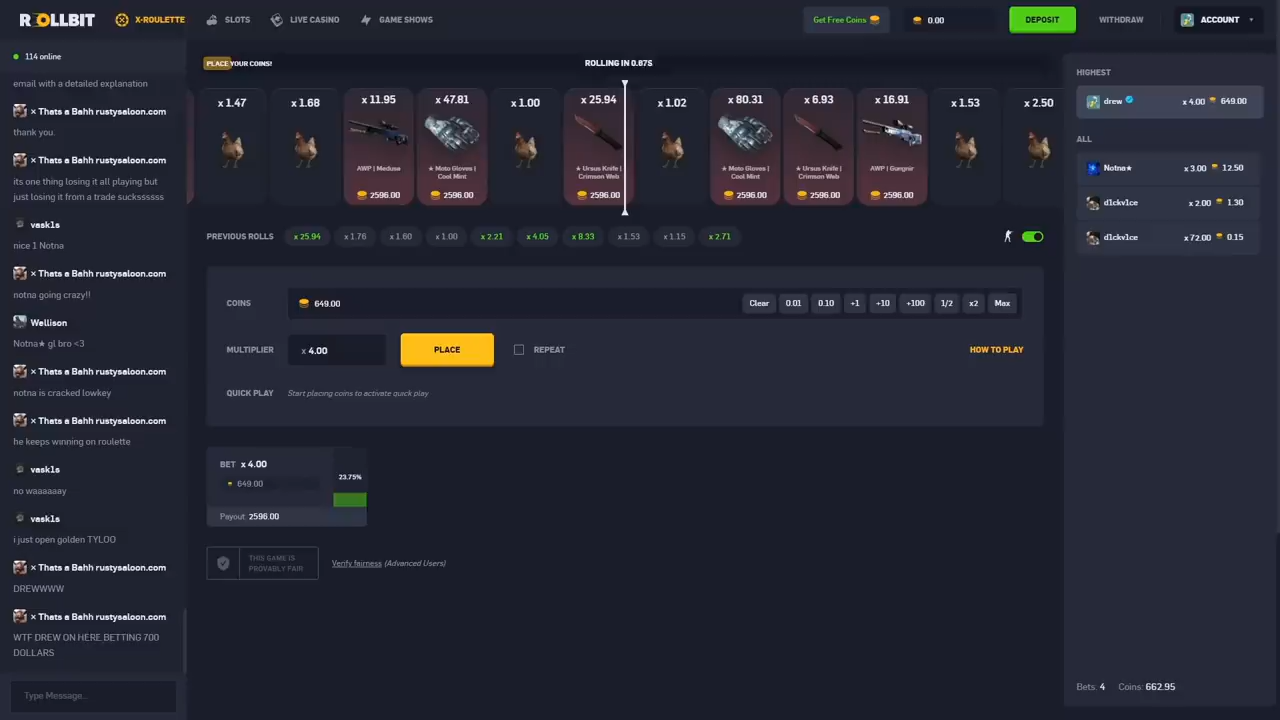 ROLLBIT
X-ROULETTE
SLOTS
LIVE CASINO
GAME SHOWS
Get Free Coins
0.00
DEPOSIT
WITHDRAW
ACCOUNT
114 online
email with a detailed explanation
× Thats a Bahh rustysaloon.com
thank you.
× Thats a Bahh rustysaloon.com
its one thing losing it all playing but
just losing it from a trade suckssssss
vask1s
nice 1 Notna
× Thats a Bahh rustysaloon.com
notna going crazy!!
Wellison
Notna★ gl bro <3
× Thats a Bahh rustysaloon.com
notna is cracked lowkey
× Thats a Bahh rustysaloon.com
he keeps winning on roulette
vask1s
no waaaaaay
vask1s
i just open golden TYLOO
× Thats a Bahh rustysaloon.com
DREWWWW
× Thats a Bahh rustysaloon.com
WTF DREW ON HERE BETTING 700
DOLLARS
Type Message...
PLACE YOUR COINS!
ROLLING IN 0.87S
x 1.47
x 1.68
x 11.95
AWP | Medusa
2596.00
x 47.81
★ Moto Gloves |
Cool Mint
2596.00
x 1.00
x 25.94
★ Ursus Knife |
Crimson Web
2596.00
x 1.02
x 80.31
★ Moto Gloves |
Cool Mint
2596.00
x 6.93
★ Ursus Knife |
Crimson Web
2596.00
x 16.91
AWP | Gungnir
2596.00
x 1.53
x 2.50
PREVIOUS ROLLS
x 25.94
x 1.76
x 1.60
x 1.00
x 2.21
x 4.05
x 8.33
x 1.53
x 1.15
x 2.71
COINS
649.00
Clear
0.01
0.10
+1
+10
+100
1/2
x2
Max
MULTIPLIER
x 4.00
PLACE
REPEAT
HOW TO PLAY
QUICK PLAY
Start placing coins to activate quick play
BET x 4.00
649.00
23.75%
Payout 2596.00
THIS GAME IS
PROVABLY FAIR
Verify fairness (Advanced Users)
HIGHEST
drew x 4.00 649.00
ALL
Notna★ x 3.00 12.50
d1ckv1ce x 2.00 1.30
d1ckv1ce x 72.00 0.15
Bets: 4 Coins: 662.95